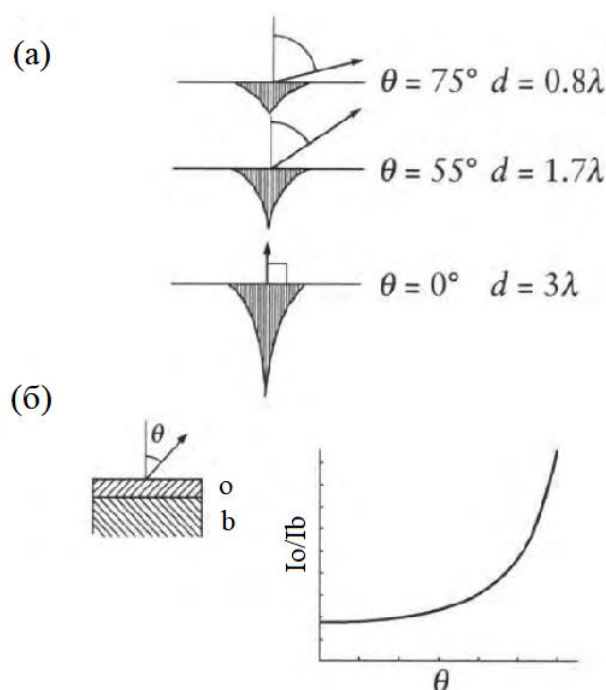 (а)
θ = 75° d = 0.8λ
θ = 55° d = 1.7λ
θ = 0° d = 3λ
(б)
θ
o
b
Io/Ib
θ